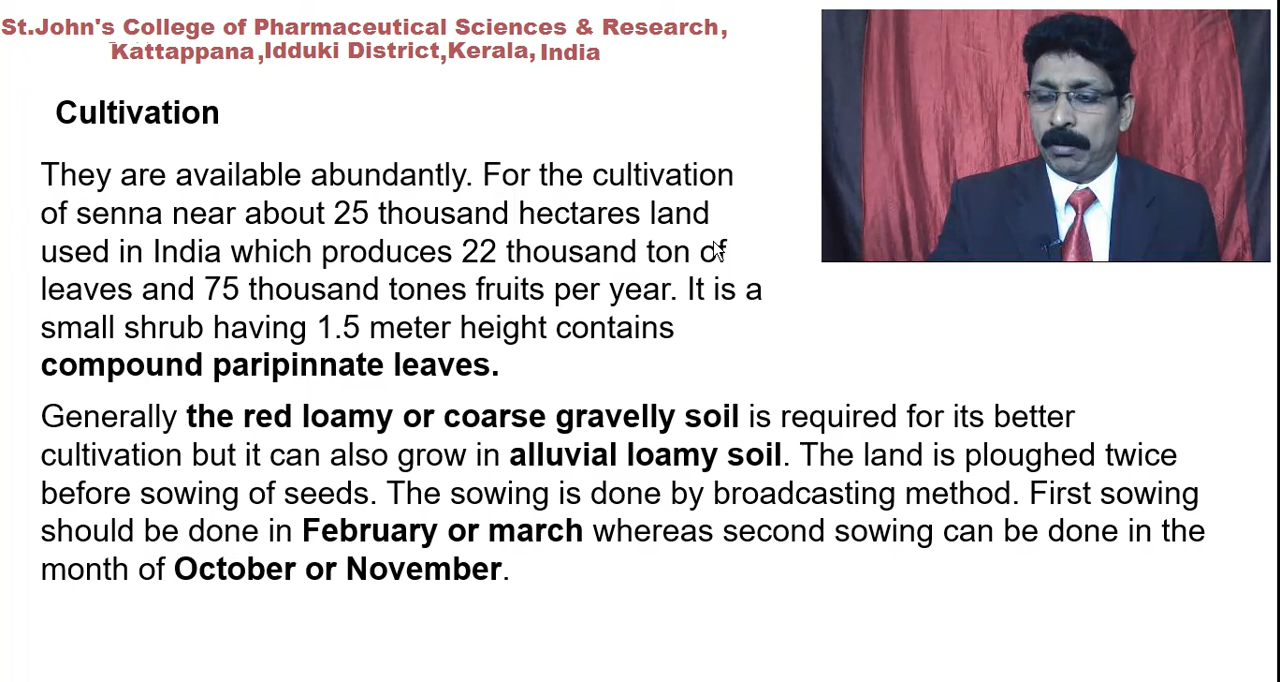 St.John's College of Pharmaceutical Sciences & Research,
Kattappana,Idduki District,Kerala, India
Cultivation
They are available abundantly. For the cultivation
of senna near about 25 thousand hectares land
used in India which produces 22 thousand ton of
leaves and 75 thousand tones fruits per year. It is a
small shrub having 1.5 meter height contains
compound paripinnate leaves.
Generally the red loamy or coarse gravelly soil is required for its better
cultivation but it can also grow in alluvial loamy soil. The land is ploughed twice
before sowing of seeds. The sowing is done by broadcasting method. First sowing
should be done in February or march whereas second sowing can be done in the
month of October or November.